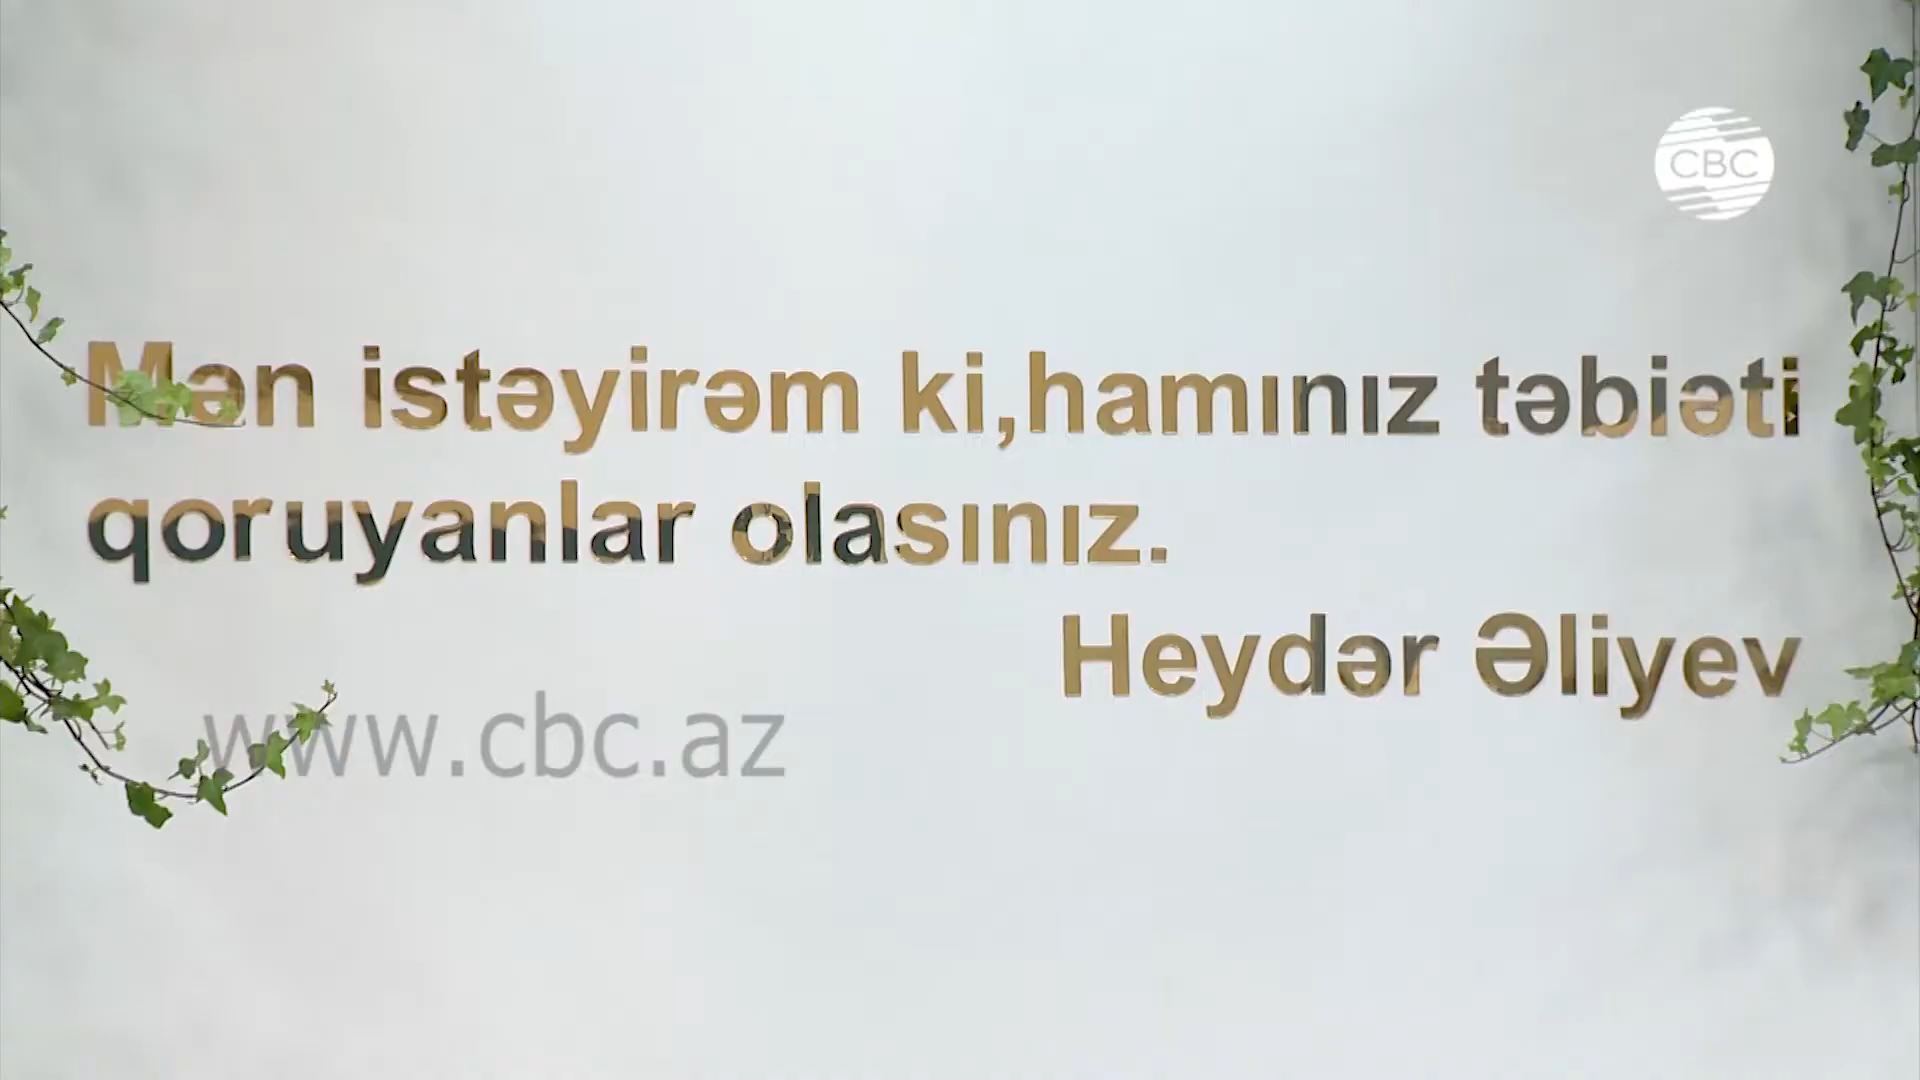 CBC
Mən istəyirəm ki,hamınız təbiəti
qoruyanlar olasınız.
Heydər Əliyev
www.cbc.az